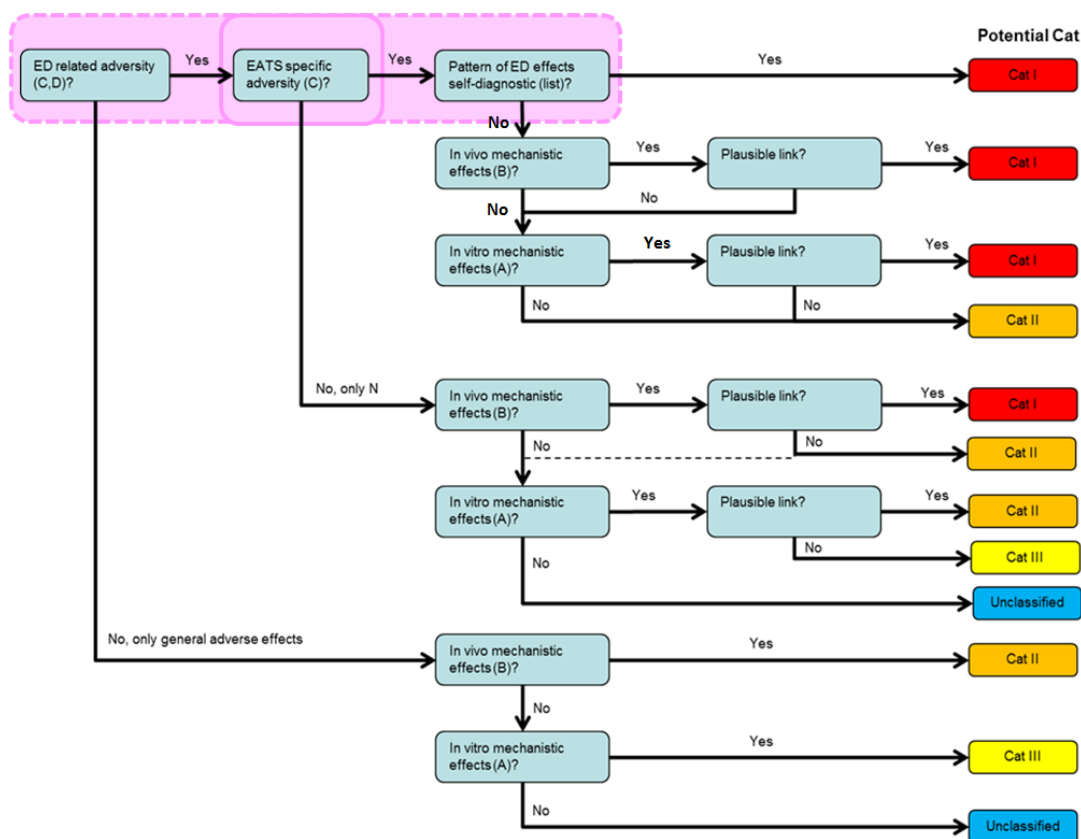 Potential Cat
ED related adversity
(C,D)?
Yes
EATS specific
adversity (C)?
Yes
Pattern of ED effects
self-diagnostic (list)?
Yes
Cat I
No
In vivo mechanistic
effects (B)?
Yes
Plausible link?
Yes
Cat I
No
No
In vitro mechanistic
effects (A)?
Yes
Plausible link?
Yes
Cat I
No
No
Cat II
No, only N
In vivo mechanistic
effects (B)?
Yes
Plausible link?
Yes
Cat I
No
No
Cat II
In vitro mechanistic
effects (A)?
Yes
Plausible link?
Yes
Cat II
No
No
Cat III
Unclassified
No, only general adverse effects
In vivo mechanistic
effects (B)?
Yes
Cat II
No
In vitro mechanistic
effects (A)?
Yes
Cat III
No
Unclassified